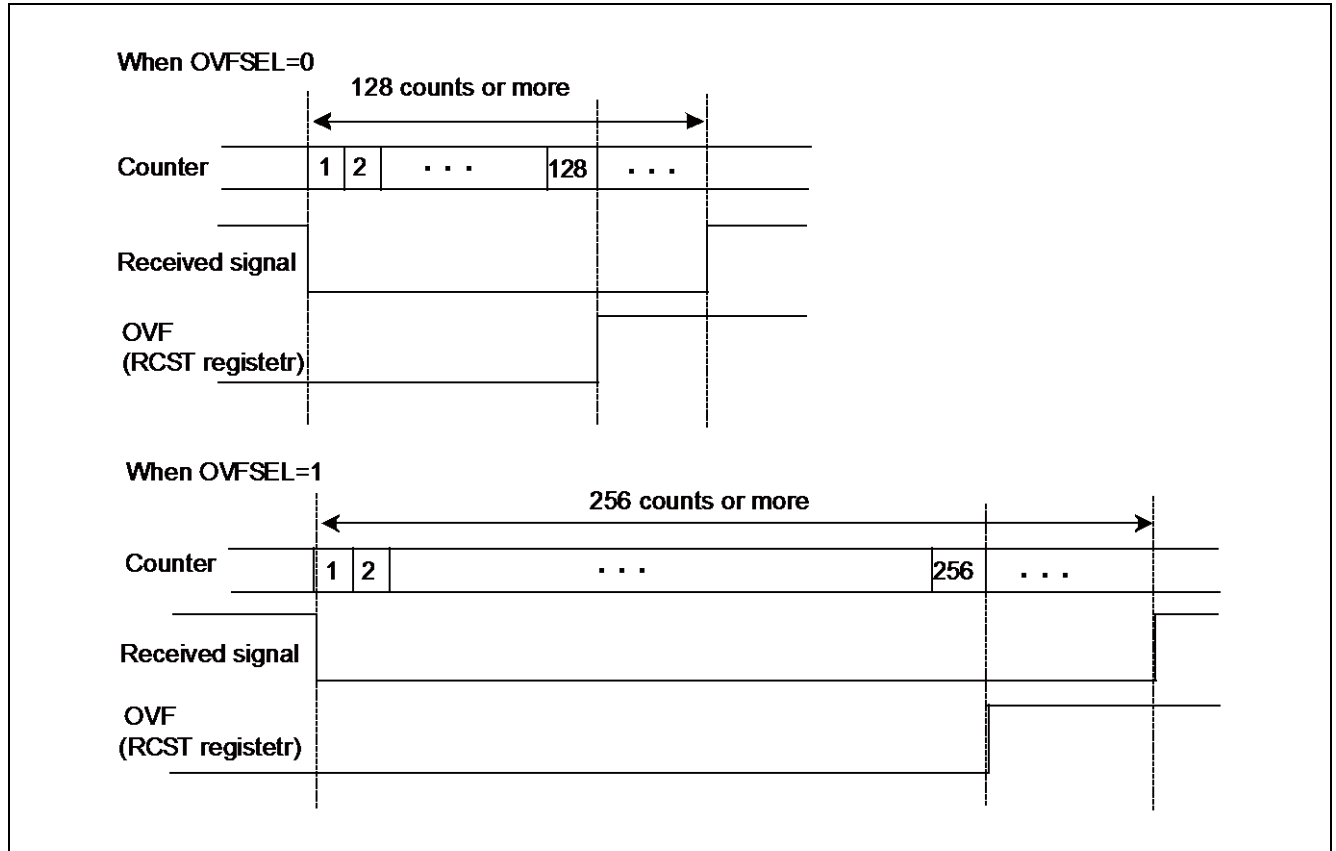 When OVFSEL=0
128 counts or more
Counter 1 2 · · · 128 · · ·
Received signal
OVF
(RCST registetr)
When OVFSEL=1
256 counts or more
Counter 1 2 · · · 256 · · ·
Received signal
OVF
(RCST registetr)